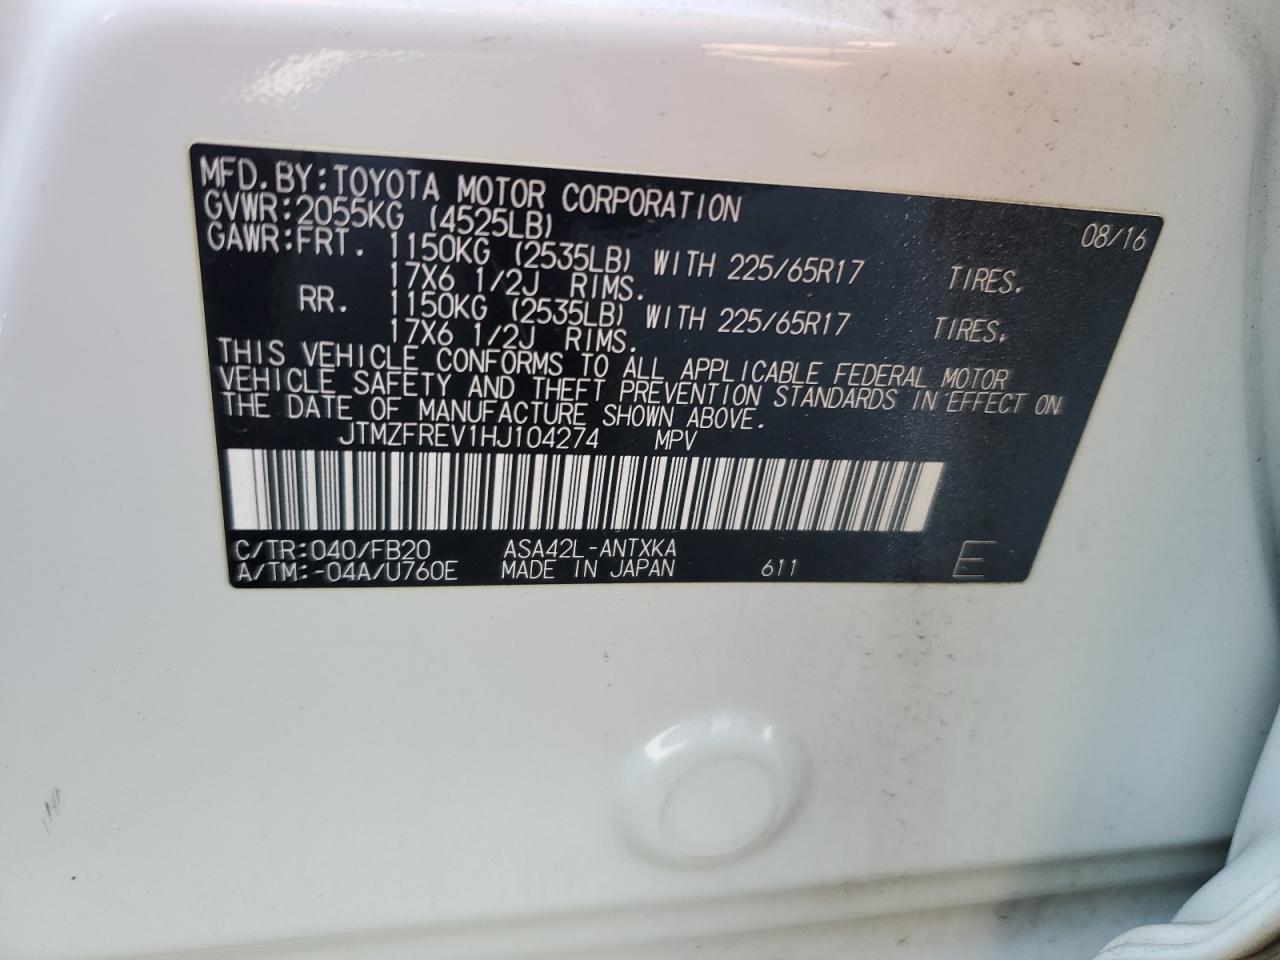 MFD. BY: TOYOTA MOTOR CORPORATION 08/16
GVWR: 2055KG (4525LB)
GAWR: FRT. 1150KG (2535LB) WITH 225/65R17 TIRES.
17X6 1/2J RIMS.
RR. 1150KG (2535LB) WITH 225/65R17 TIRES.
17X6 1/2J RIMS.
THIS VEHICLE CONFORMS TO ALL APPLICABLE FEDERAL MOTOR
VEHICLE SAFETY AND THEFT PREVENTION STANDARDS IN EFFECT ON
THE DATE OF MANUFACTURE SHOWN ABOVE.
JTMZFREV1HJ104274 MPV
C/TR: 040/FB20 ASA42L-ANTXKA
A/TM: -04A/U760E MADE IN JAPAN 611 E